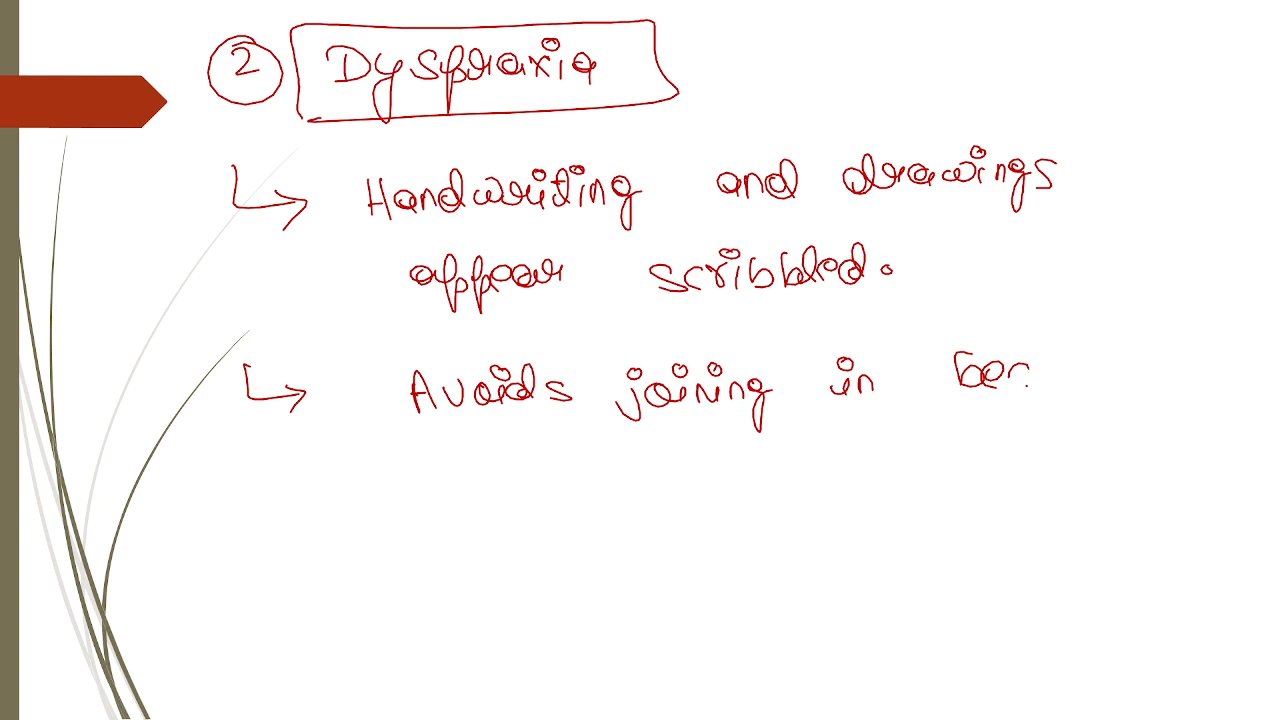 2 Dyspraxia
↳ Handwriting and drawings
appear scribbled.
↳ Avoids joining in